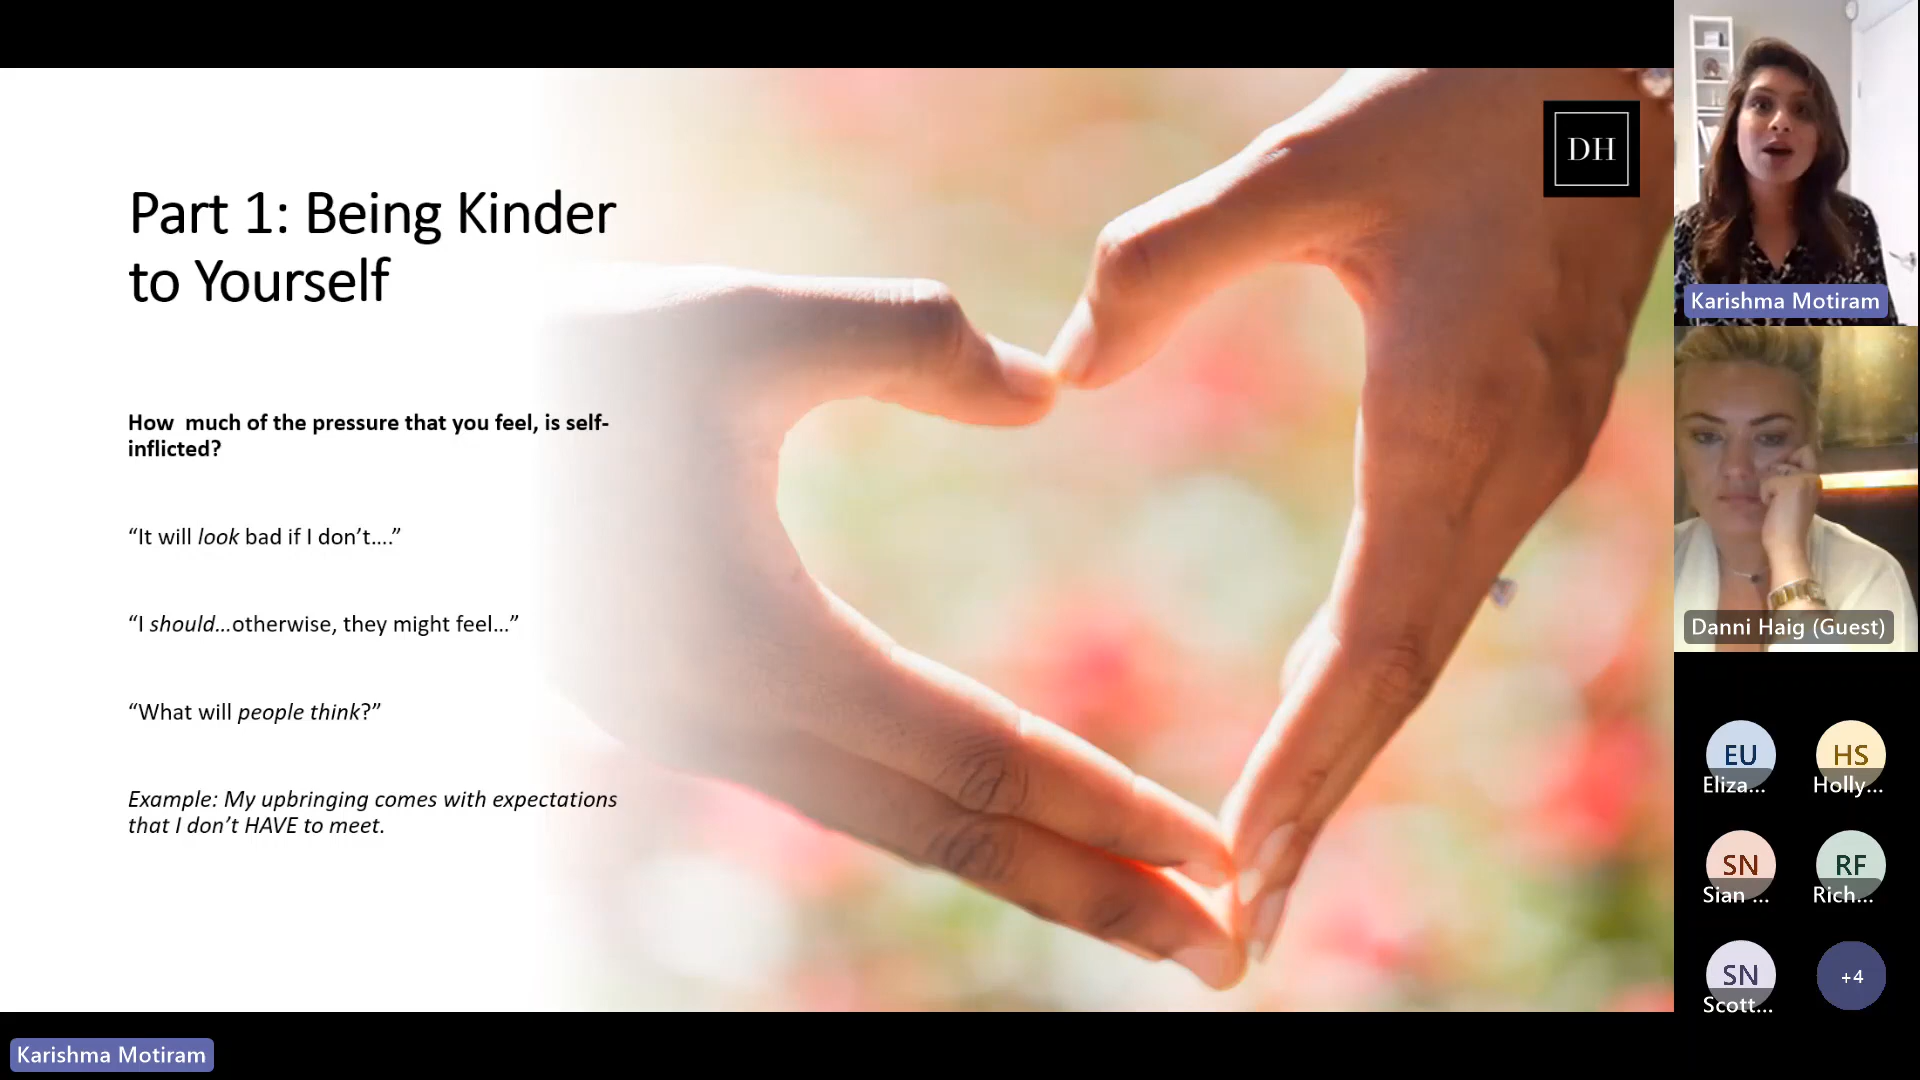 Part 1: Being Kinder
to Yourself
How  much of the pressure that you feel, is self-
inflicted?
“It will look bad if I don’t....”
“I should...otherwise, they might feel...”
“What will people think?”
Example: My upbringing comes with expectations
that I don’t HAVE to meet.
DH
Karishma Motiram
Danni Haig (Guest)
EU
Eliza...
HS
Holly...
SN
Sian ...
RF
Rich...
SN
Scott...
+4
Karishma Motiram